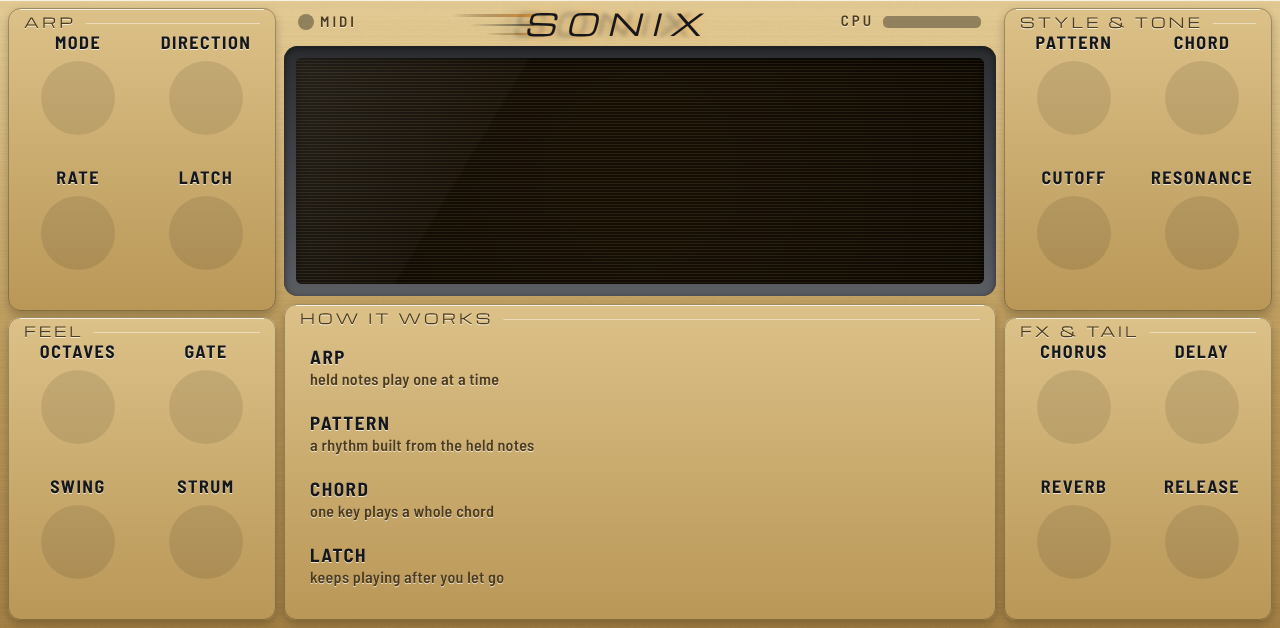 ARP
MODE DIRECTION
RATE LATCH
MIDI
SONIX
CPU
STYLE & TONE
PATTERN CHORD
CUTOFF RESONANCE
FEEL
OCTAVES GATE
SWING STRUM
HOW IT WORKS
ARP
held notes play one at a time
PATTERN
a rhythm built from the held notes
CHORD
one key plays a whole chord
LATCH
keeps playing after you let go
FX & TAIL
CHORUS DELAY
REVERB RELEASE